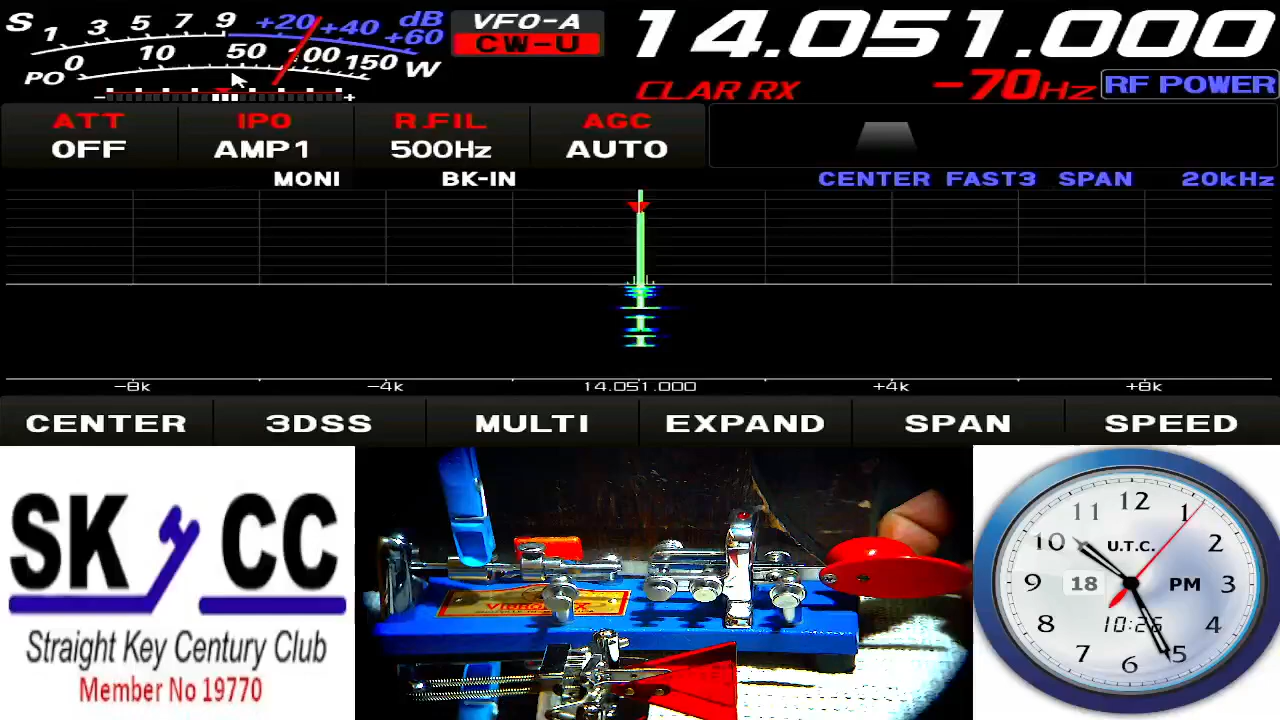 S 1 3 5 7 9 +20 +40 +60 dB
PO 0 10 50 100 150 W
− +
VFO-A
CW-U
14.051.000
CLAR RX -70Hz RF POWER
ATT IPO R.FIL AGC
OFF AMP1 500Hz AUTO
MONI BK-IN CENTER FAST3 SPAN 20kHz
-8k -4k 14.051.000 +4k +8k
CENTER 3DSS MULTI EXPAND SPAN SPEED
SK CC
Straight Key Century Club
Member No 19770
12 1 2 3 4 5 6 7 8 9 10 11
U.T.C.
18 PM
10:26